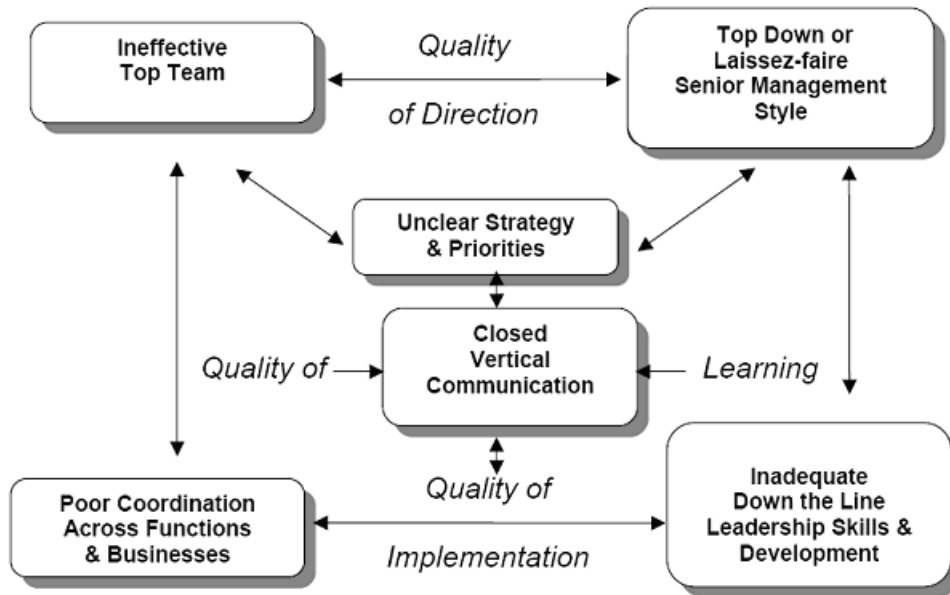 Ineffective
Top Team
Quality
of Direction
Top Down or
Laissez-faire
Senior Management
Style
Unclear Strategy
& Priorities
Quality of
Closed
Vertical
Communication
Learning
Poor Coordination
Across Functions
& Businesses
Quality of
Implementation
Inadequate
Down the Line
Leadership Skills &
Development